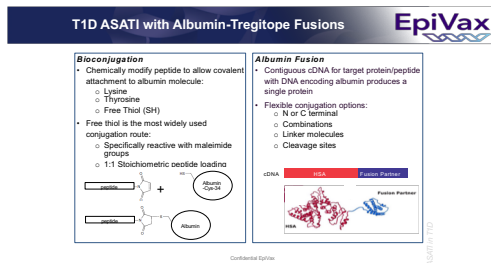 T1D ASATI with Albumin-Tregitope Fusions
EpiVax
Bioconjugation
• Chemically modify peptide to allow covalent
attachment to albumin molecule:
o Lysine
o Thyrosine
o Free Thiol (SH)
• Free thiol is the most widely used
conjugation route:
o Specifically reactive with maleimide
groups
o 1:1 Stoichiometric peptide loading
peptide
+
Albumin
-Cys-34
peptide
Albumin
Albumin Fusion
• Contiguous cDNA for target protein/peptide
with DNA encoding albumin produces a
single protein
• Flexible conjugation options:
o N or C terminal
o Combinations
o Linker molecules
o Cleavage sites
cDNA
HSA
Fusion Partner
Fusion Partner
HSA
Confidential EpiVax
ASATI in T1D